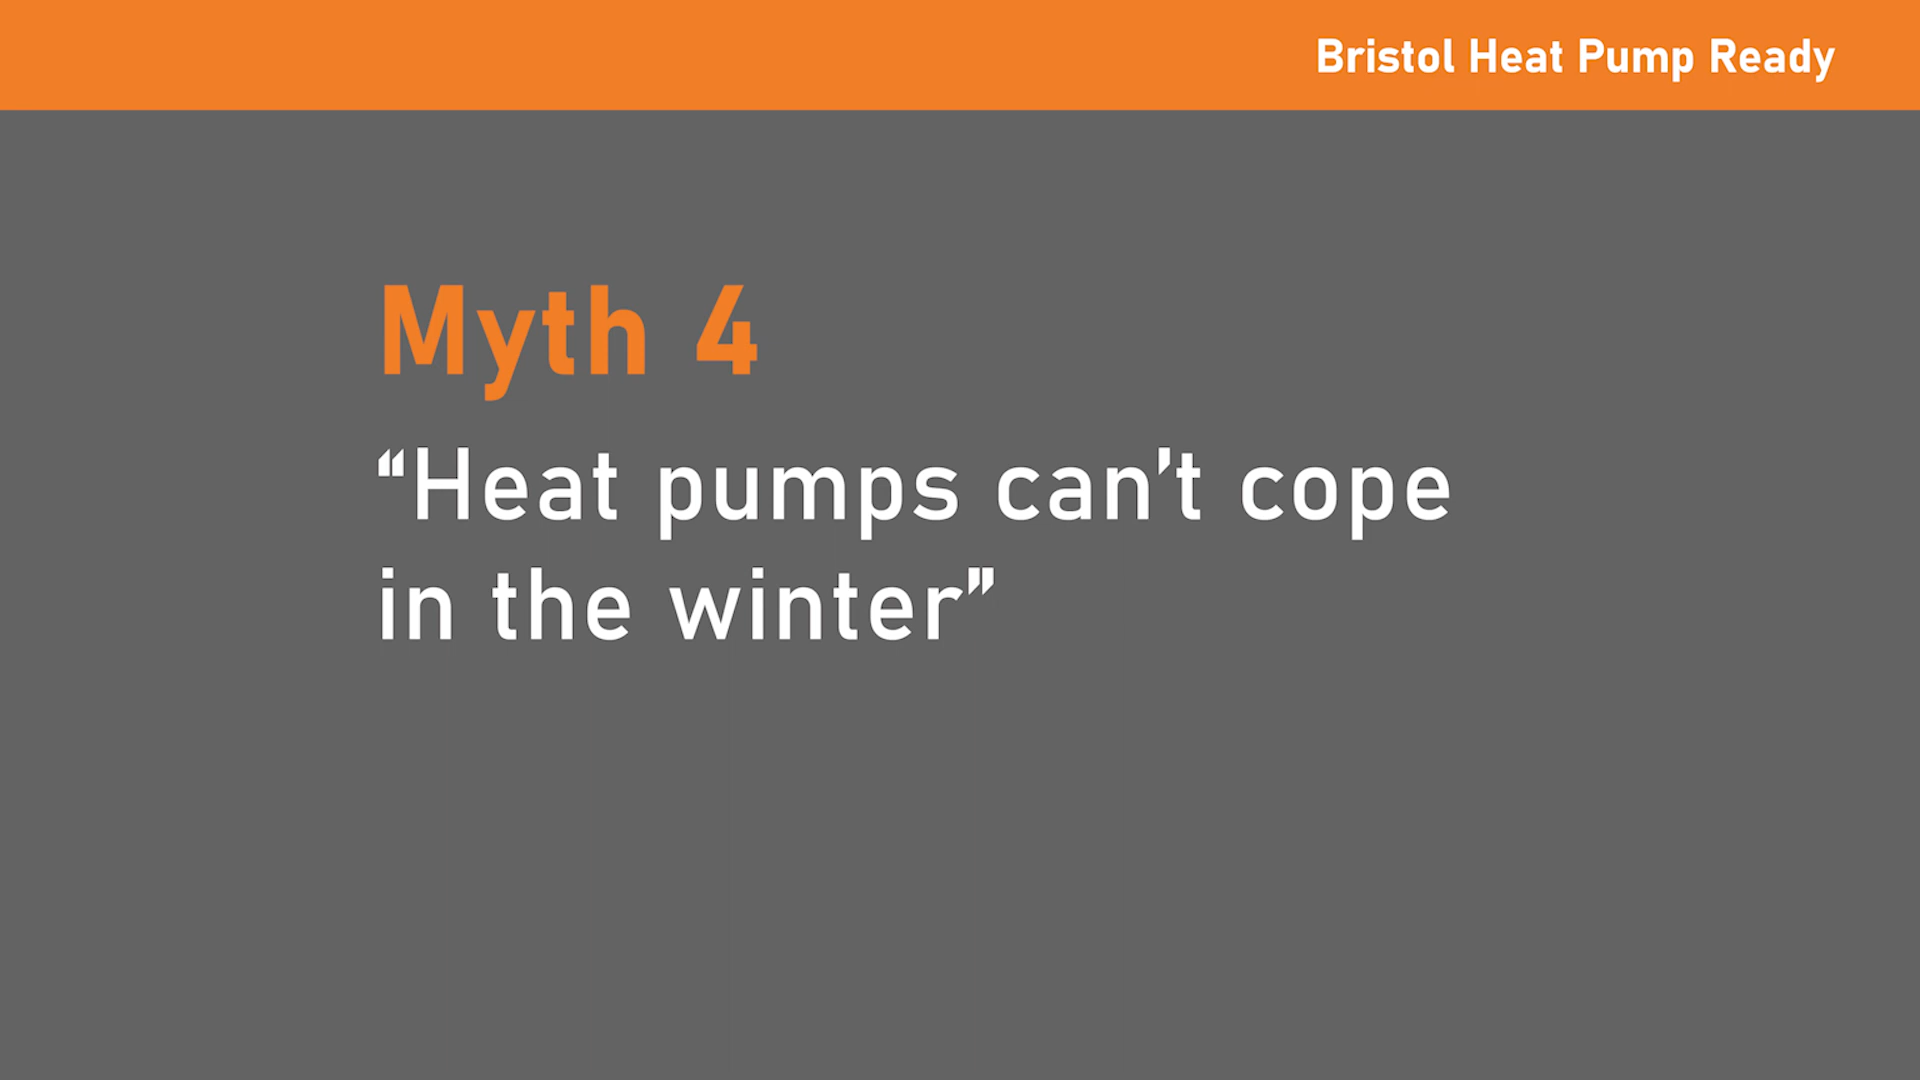 Bristol Heat Pump Ready
Myth 4
“Heat pumps can’t cope
in the winter”